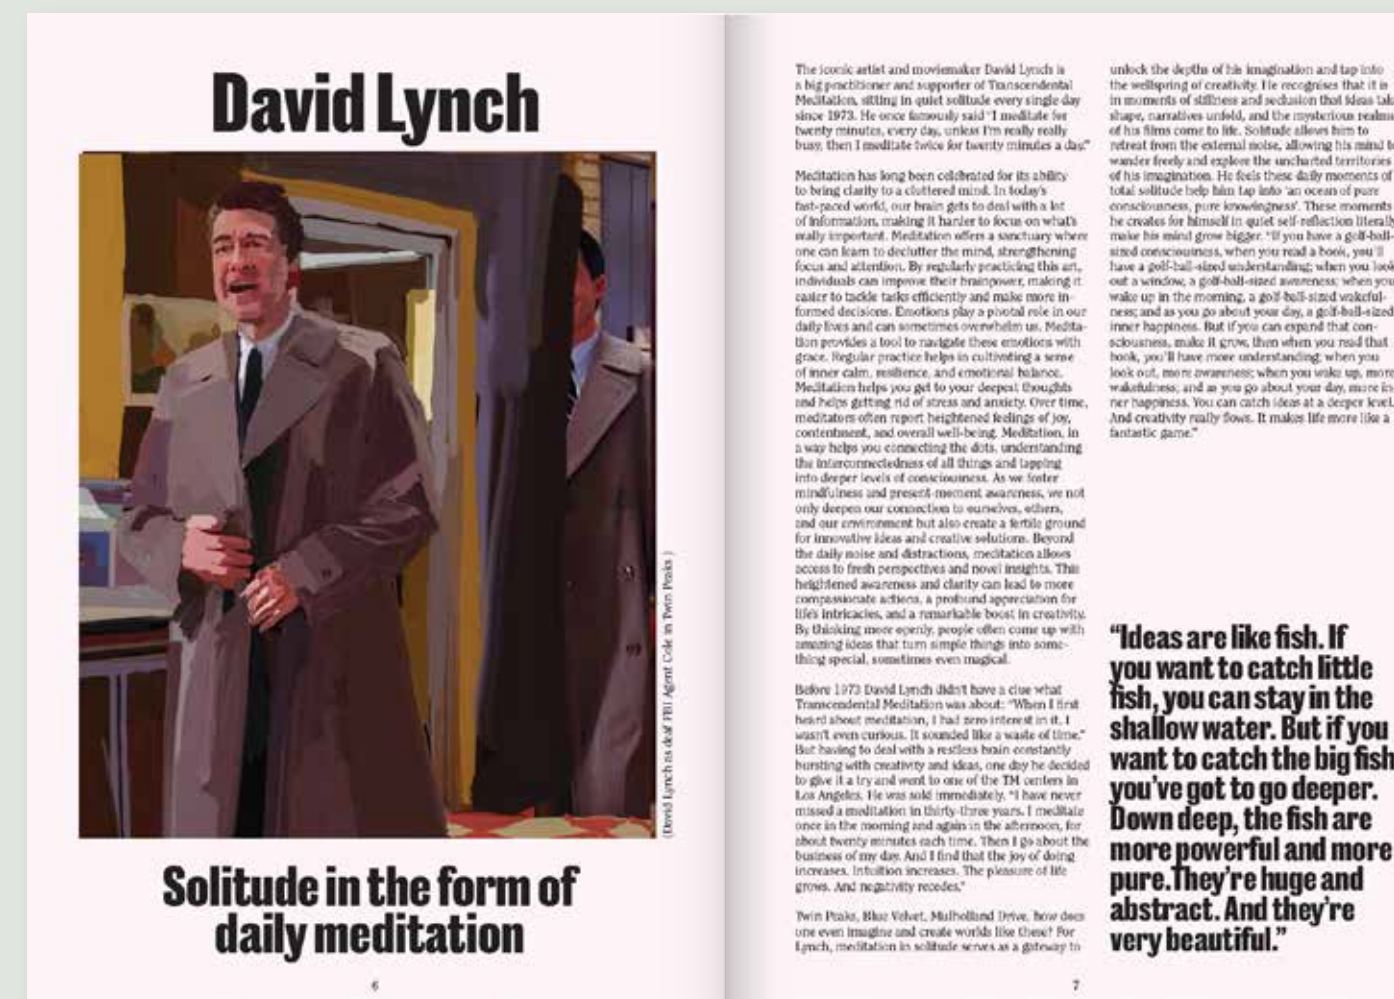 David Lynch
(David Lynch as deaf FBI Agent Cole in Twin Peaks )
Solitude in the form of
daily meditation
6
The iconic artist and moviemaker David Lynch is
a big practitioner and supporter of Transcendental
Meditation, sitting in quiet solitude every single day
since 1973. He once famously said “I meditate for
twenty minutes, every day, unless I'm really really
busy, then I meditate twice for twenty minutes a day.”
Meditation has long been celebrated for its ability
to bring clarity to a cluttered mind. In today's
fast-paced world, our brain gets to deal with a lot
of information, making it harder to focus on what's
really important. Meditation offers a sanctuary where
one can learn to declutter the mind, strengthening
focus and attention. By regularly practicing this art,
individuals can improve their brainpower, making it
easier to tackle tasks efficiently and make more in-
formed decisions. Emotions play a pivotal role in our
daily lives and can sometimes overwhelm us. Medita-
tion provides a tool to navigate these emotions with
grace. Regular practice helps in cultivating a sense
of inner calm, resilience, and emotional balance.
Meditation helps you get to your deepest thoughts
and helps getting rid of stress and anxiety. Over time,
meditators often report heightened feelings of joy,
contentment, and overall well-being. Meditation, in
a way helps you connecting the dots, understanding
the interconnectedness of all things and tapping
into deeper levels of consciousness. As we foster
mindfulness and present-moment awareness, we not
only deepen our connection to ourselves, others,
and our environment but also create a fertile ground
for innovative ideas and creative solutions. Beyond
the daily noise and distractions, meditation allows
access to fresh perspectives and novel insights. This
heightened awareness and clarity can lead to more
compassionate actions, a profound appreciation for
life's intricacies, and a remarkable boost in creativity.
By thinking more openly, people often come up with
amazing ideas that turn simple things into some-
thing special, sometimes even magical.
Before 1973 David Lynch didn't have a clue what
Transcendental Meditation was about: “When I first
heard about meditation, I had zero interest in it. I
wasn't even curious. It sounded like a waste of time.”
But having to deal with a restless brain constantly
bursting with creativity and ideas, one day he decided
to give it a try and went to one of the TM centers in
Los Angeles. He was sold immediately. “I have never
missed a meditation in thirty-three years. I meditate
once in the morning and again in the afternoon, for
about twenty minutes each time. Then I go about the
business of my day. And I find that the joy of doing
increases. Intuition increases. The pleasure of life
grows. And negativity recedes.”
Twin Peaks, Blue Velvet, Mulholland Drive, how does
one even imagine and create worlds like these? For
Lynch, meditation in solitude serves as a gateway to
unlock the depths of his imagination and tap into
the wellspring of creativity. He recognises that it is
in moments of stillness and seclusion that ideas take
shape, narratives unfold, and the mysterious realms
of his films come to life. Solitude allows him to
retreat from the external noise, allowing his mind to
wander freely and explore the uncharted territories
of his imagination. He feels these daily moments of
total solitude help him tap into ‘an ocean of pure
consciousness, pure knowingness’. These moments
he creates for himself in quiet self-reflection literally
make his mind grow bigger. “If you have a golf-ball-
sized consciousness, when you read a book, you'll
have a golf-ball-sized understanding; when you look
out a window, a golf-ball-sized awareness; when you
wake up in the morning, a golf-ball-sized wakeful-
ness; and as you go about your day, a golf-ball-sized
inner happiness. But if you can expand that con-
sciousness, make it grow, then when you read that
book, you'll have more understanding; when you
look out, more awareness; when you wake up, more
wakefulness; and as you go about your day, more in-
ner happiness. You can catch ideas at a deeper level.
And creativity really flows. It makes life more like a
fantastic game.”
“Ideas are like fish. If
you want to catch little
fish, you can stay in the
shallow water. But if you
want to catch the big fish
you've got to go deeper.
Down deep, the fish are
more powerful and more
pure.They're huge and
abstract. And they're
very beautiful.”
7